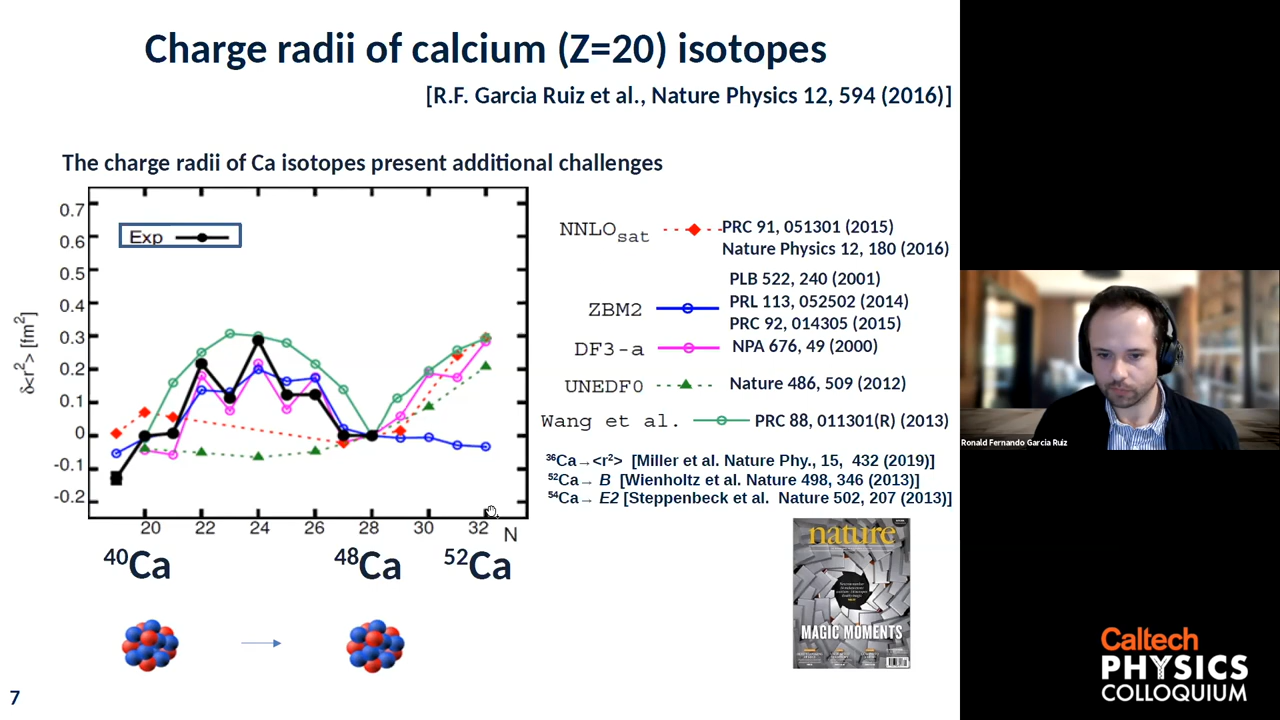 Charge radii of calcium (Z=20) isotopes
[R.F. Garcia Ruiz et al., Nature Physics 12, 594 (2016)]
The charge radii of Ca isotopes present additional challenges
0.7
0.6
0.5
0.4
0.3
0.2
0.1
0
-0.1
-0.2
δ<r²> [fm²]
Exp
20 22 24 26 28 30 32 N
⁴⁰Ca ⁴⁸Ca ⁵²Ca
NNLOsat PRC 91, 051301 (2015)
Nature Physics 12, 180 (2016)
PLB 522, 240 (2001)
ZBM2 PRL 113, 052502 (2014)
PRC 92, 014305 (2015)
DF3-a NPA 676, 49 (2000)
UNEDF0 Nature 486, 509 (2012)
Wang et al. PRC 88, 011301(R) (2013)
³⁶Ca→<r²> [Miller et al. Nature Phy., 15, 432 (2019)]
⁵²Ca→ B [Wienholtz et al. Nature 498, 346 (2013)]
⁵⁴Ca→ E2 [Steppenbeck et al. Nature 502, 207 (2013)]
nature
MAGIC MOMENTS
7
Ronald Fernando Garcia Ruiz
Caltech
PHYSICS
COLLOQUIUM